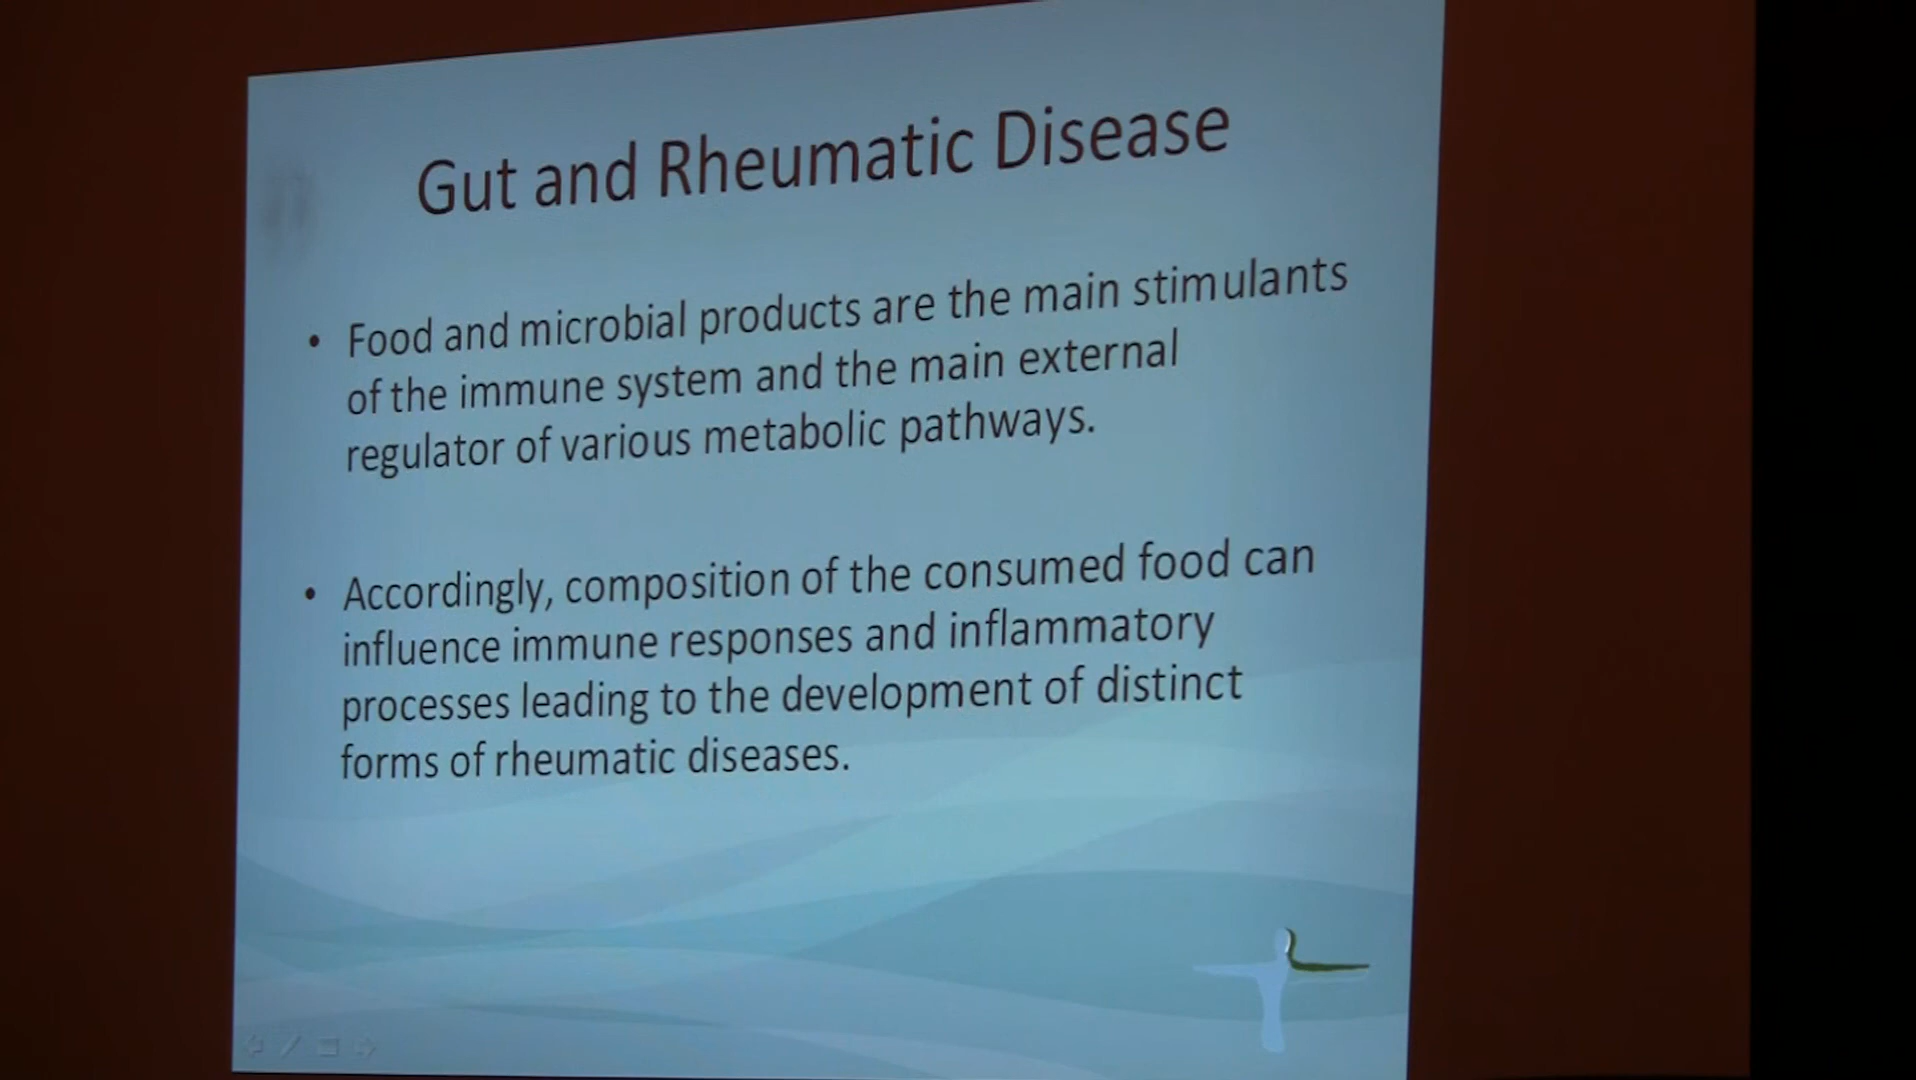 Gut and Rheumatic Disease
• Food and microbial products are the main stimulants
of the immune system and the main external
regulator of various metabolic pathways.
• Accordingly, composition of the consumed food can
influence immune responses and inflammatory
processes leading to the development of distinct
forms of rheumatic diseases.